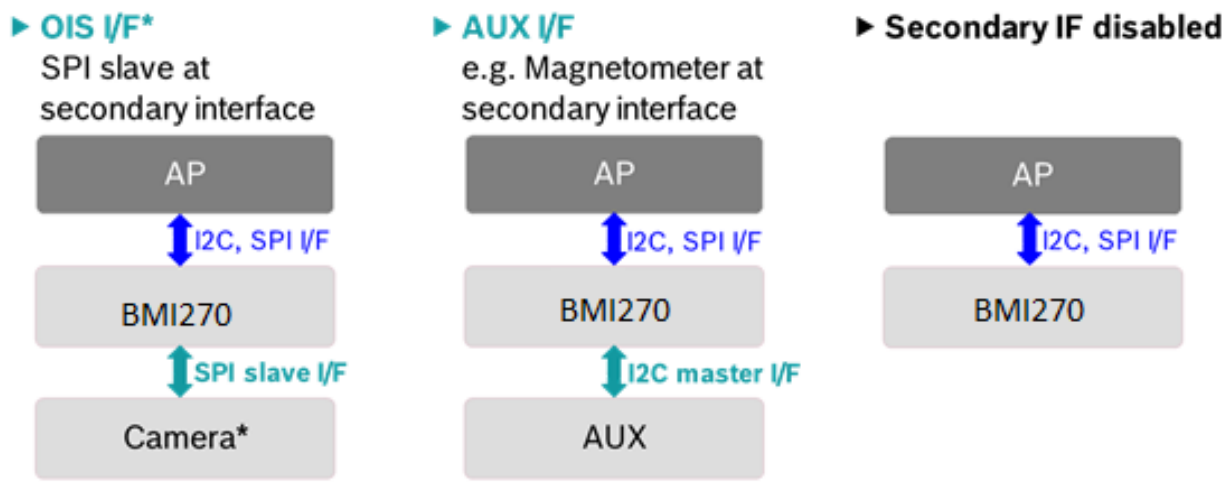 ▶ OIS I/F*
SPI slave at
secondary interface
AP
I2C, SPI I/F
BMI270
SPI slave I/F
Camera*
▶ AUX I/F
e.g. Magnetometer at
secondary interface
AP
I2C, SPI I/F
BMI270
I2C master I/F
AUX
▶ Secondary IF disabled
AP
I2C, SPI I/F
BMI270